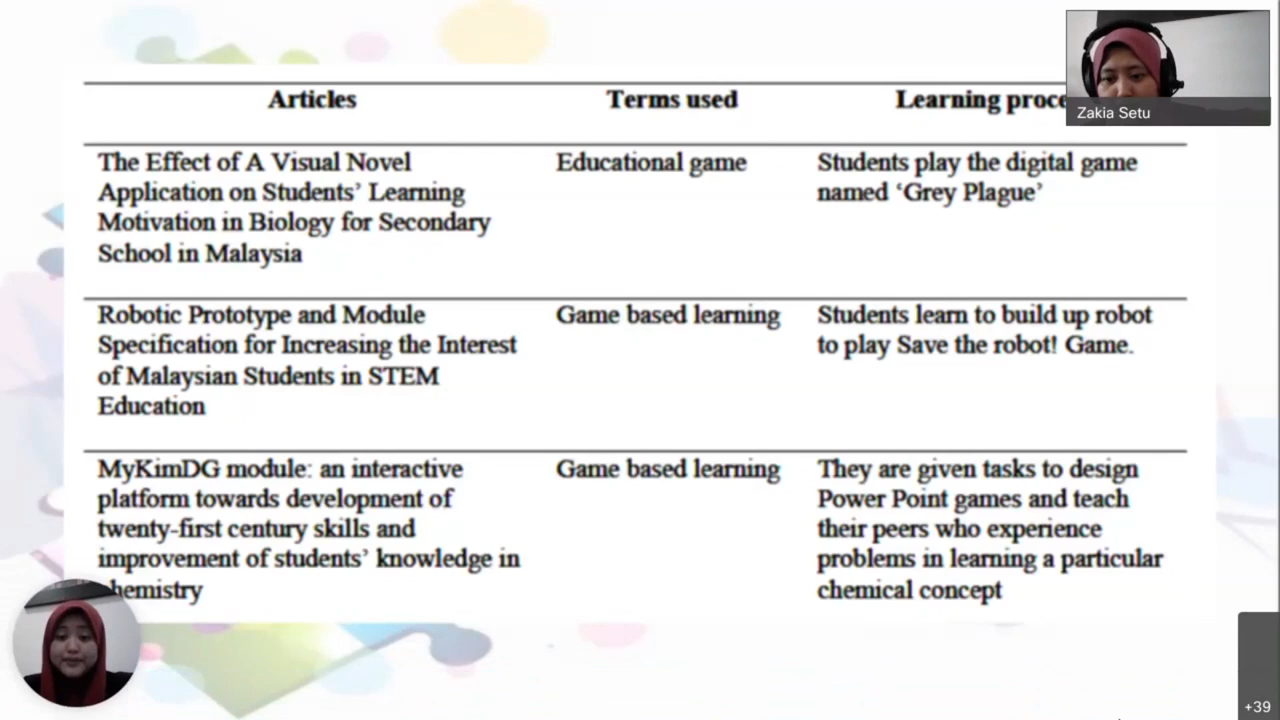 Articles
Terms used
Learning proce
Zakia Setu
The Effect of A Visual Novel
Application on Students’ Learning
Motivation in Biology for Secondary
School in Malaysia
Educational game
Students play the digital game
named ‘Grey Plague’
Robotic Prototype and Module
Specification for Increasing the Interest
of Malaysian Students in STEM
Education
Game based learning
Students learn to build up robot
to play Save the robot! Game.
MyKimDG module: an interactive
platform towards development of
twenty-first century skills and
improvement of students’ knowledge in
hemistry
Game based learning
They are given tasks to design
Power Point games and teach
their peers who experience
problems in learning a particular
chemical concept
+39